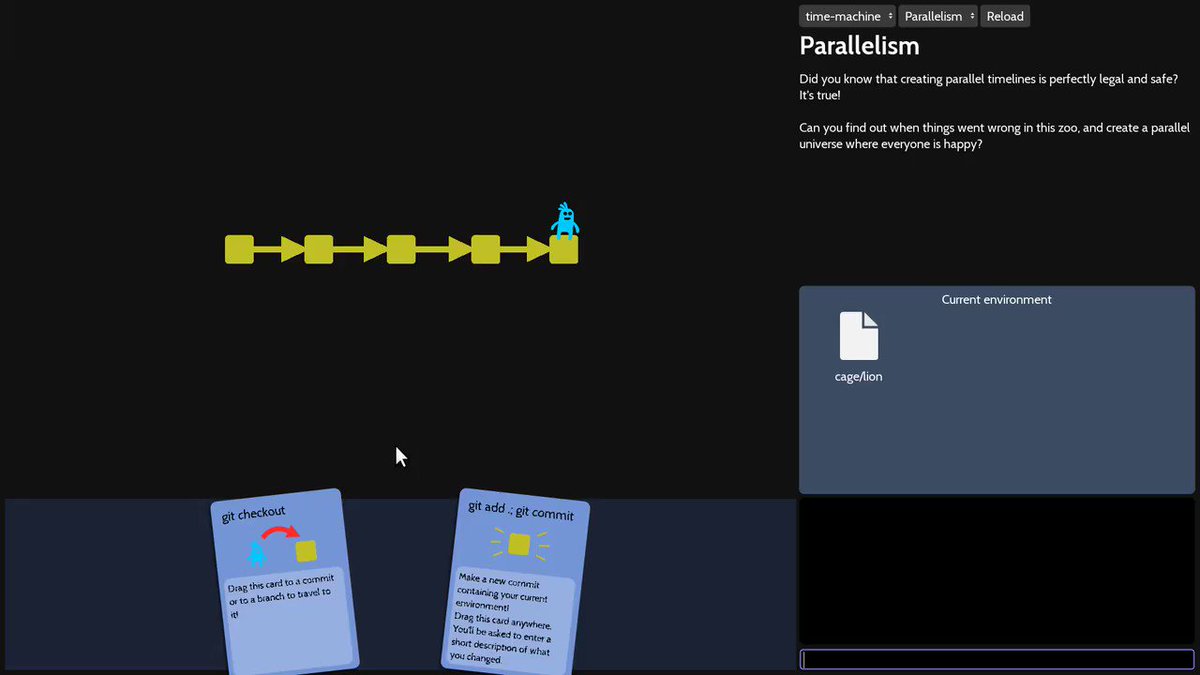 time-machine
Parallelism
Reload
Parallelism
Did you know that creating parallel timelines is perfectly legal and safe?
It's true!
Can you find out when things went wrong in this zoo, and create a parallel
universe where everyone is happy?
Current environment
cage/lion
git checkout
Drag this card to a commit
or to a branch to travel to
it!
git add .; git commit
Make a new commit
containing your current
environment!
Drag this card anywhere.
You'll be asked to enter a
short description of what
you changed.